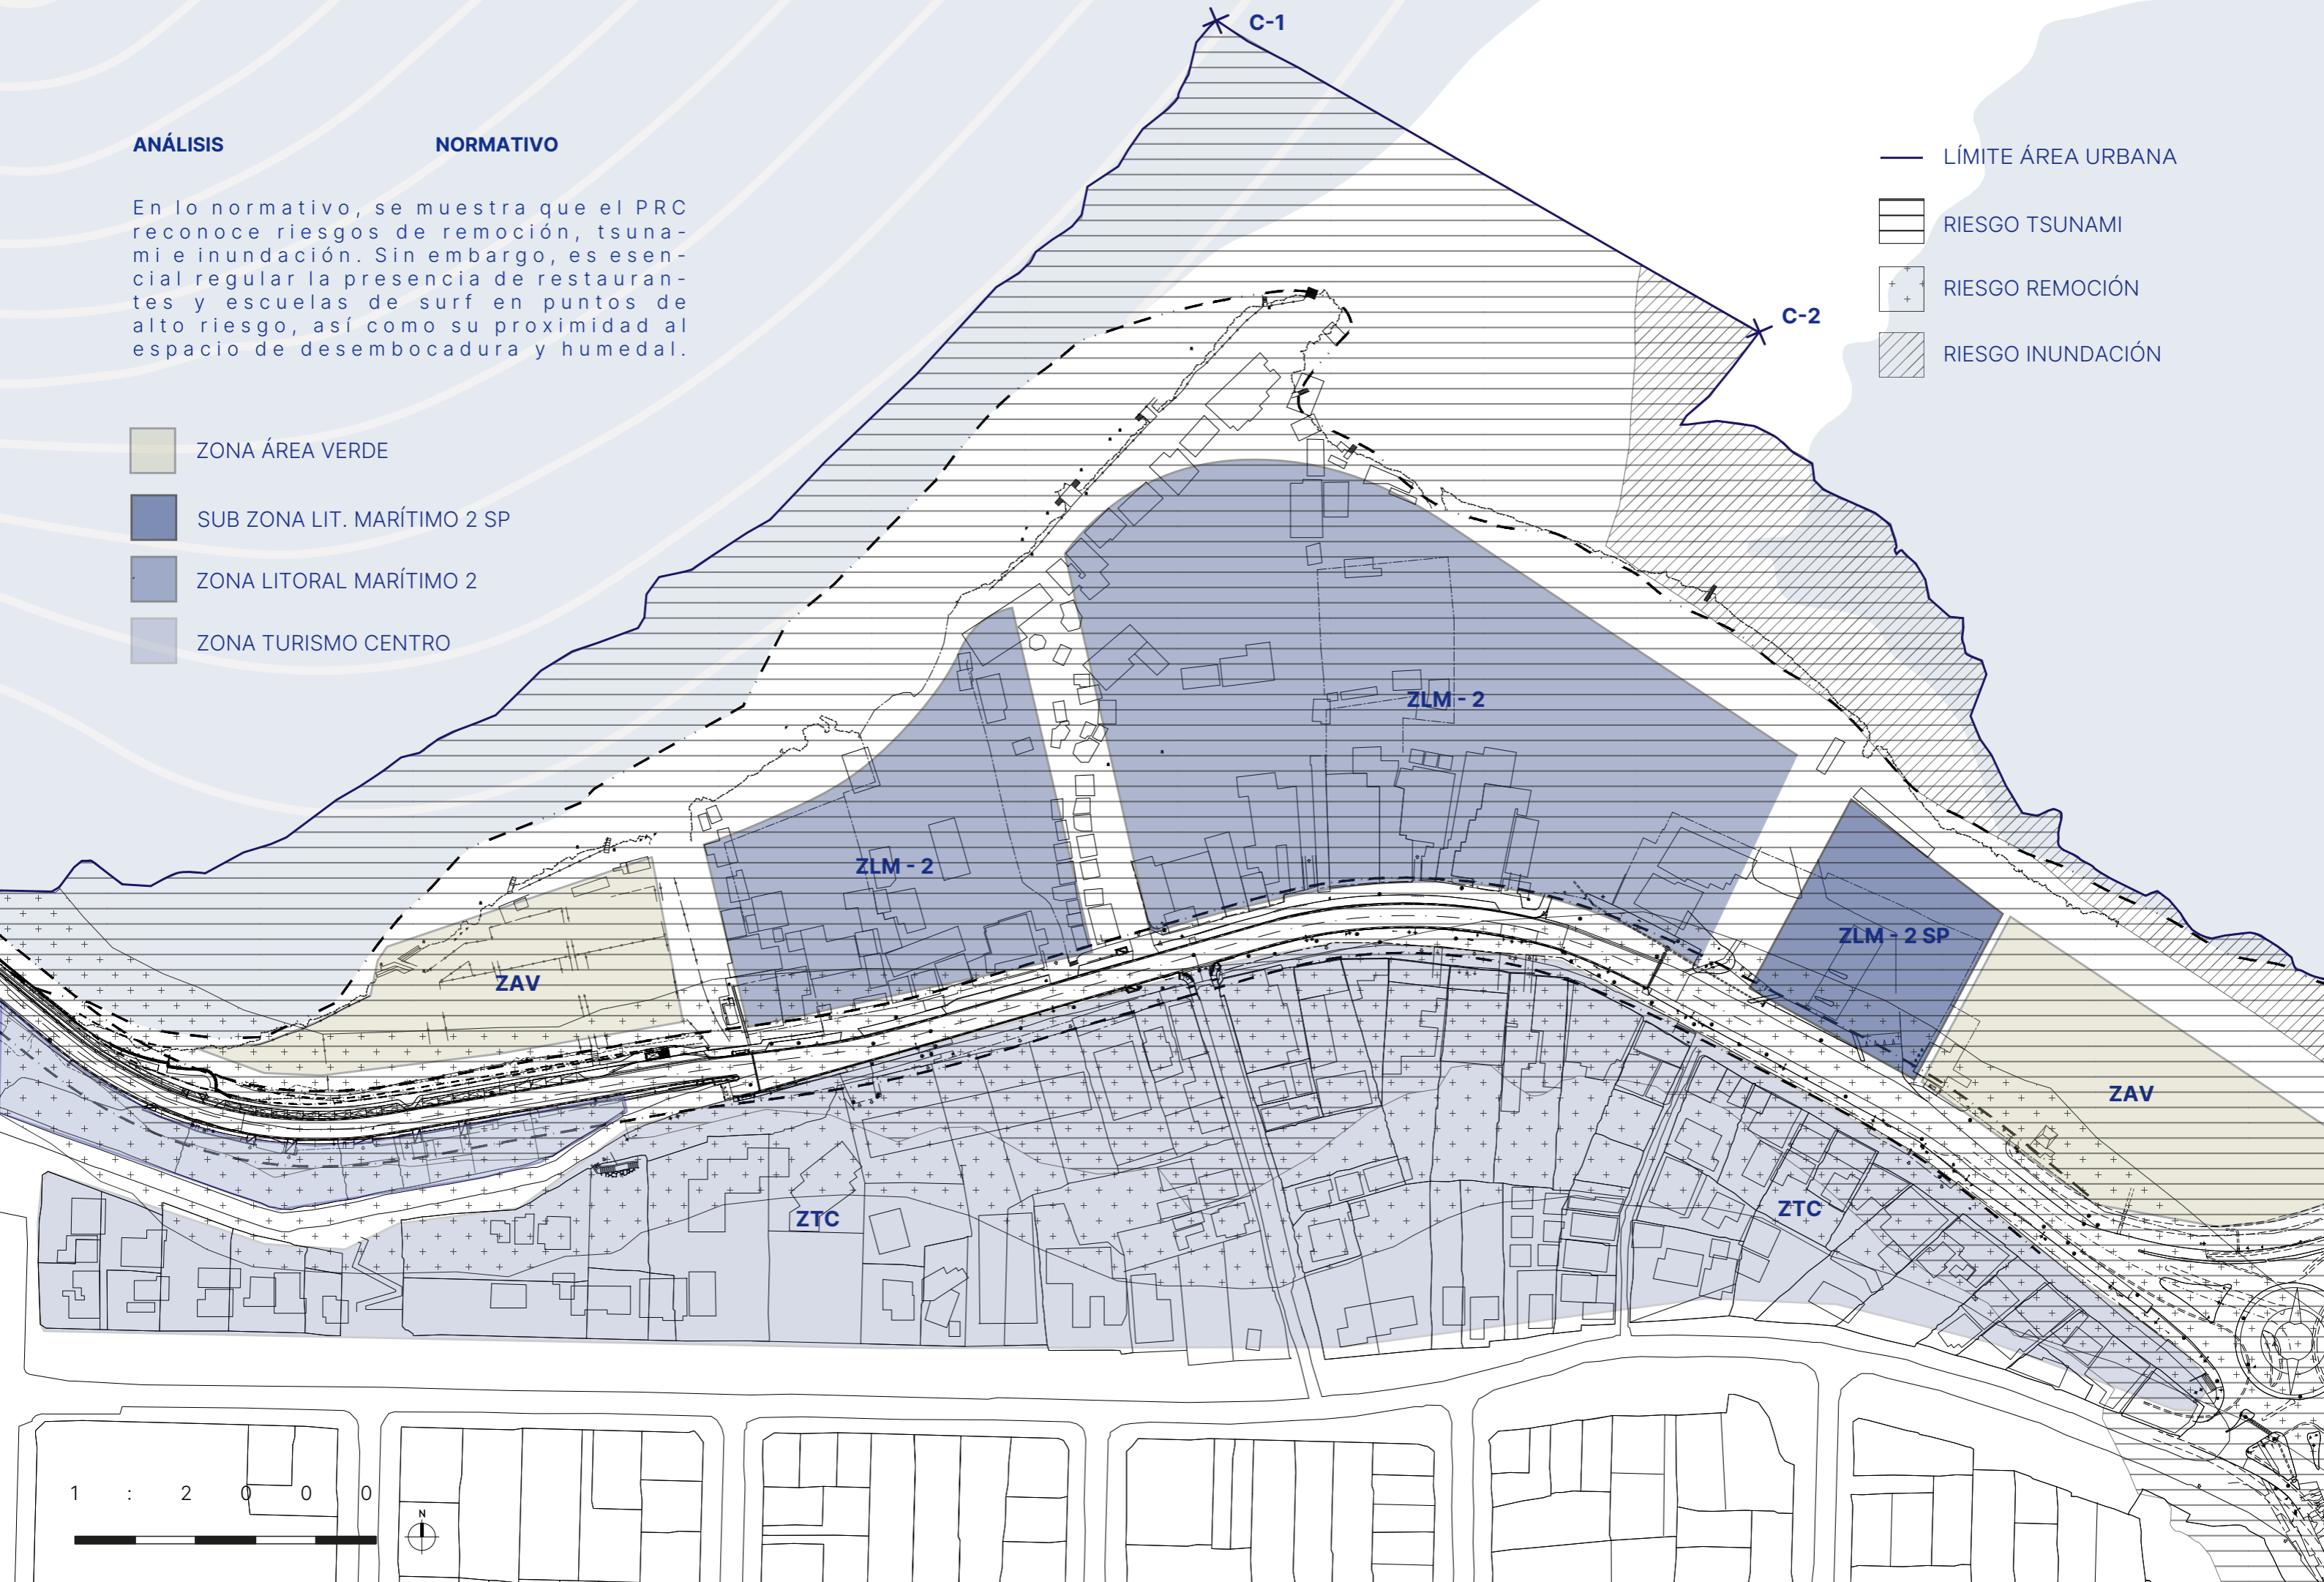 ANÁLISIS NORMATIVO
En lo normativo, se muestra que el PRC
reconoce riesgos de remoción, tsuna-
mi e inundación. Sin embargo, es esen-
cial regular la presencia de restauran-
tes y escuelas de surf en puntos de
alto riesgo, así como su proximidad al
espacio de desembocadura y humedal.
ZONA ÁREA VERDE
SUB ZONA LIT. MARÍTIMO 2 SP
ZONA LITORAL MARÍTIMO 2
ZONA TURISMO CENTRO
C-1
C-2
LÍMITE ÁREA URBANA
RIESGO TSUNAMI
RIESGO REMOCIÓN
RIESGO INUNDACIÓN
ZLM - 2
ZLM - 2
ZLM - 2 SP
ZAV
ZAV
ZTC
ZTC
1 : 2 0 0 0
N